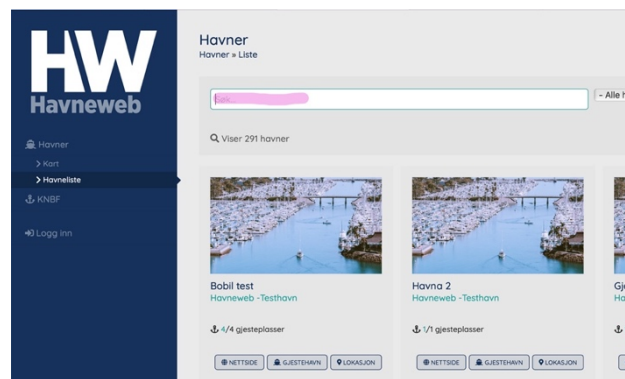 HW
Havneweb
Havner
Kart
Havneliste
KNBF
Logg inn
Havner
Havner » Liste
- Alle
Viser 291 havner
Bobil test
Havneweb -Testhavn
4/4 gjesteplasser
NETTSIDE GJESTEHAVN LOKASJON
Havna 2
Havneweb -Testhavn
1/1 gjesteplasser
NETTSIDE GJESTEHAVN LOKASJON